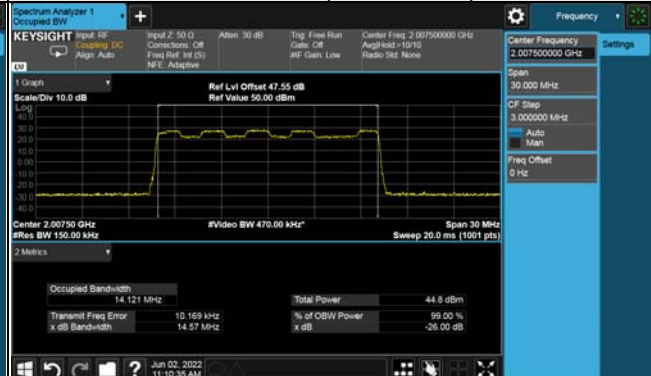 Spectrum Analyzer 1
Occupied BW
+
Frequency
KEYSIGHT Input: RF
Coupling: DC
Align: Auto
Input Z: 50 Ω
Corrections: Off
Freq Ref: Int (S)
NFE: Adaptive
Atten: 30 dB
Trig: Free Run
Gate: Off
#IF Gain: Low
Center Freq: 2.007500000 GHz
Avg|Hold:>10/10
Radio Std: None
LXI
Center Frequency
2.007500000 GHz
Settings
Span
30.000 MHz
CF Step
3.000000 MHz
Auto
Man
Freq Offset
0 Hz
1 Graph
Scale/Div 10.0 dB
Ref Lvl Offset 47.55 dB
Ref Value 50.00 dBm
Log
40.0
30.0
20.0
10.0
0.00
-10.0
-20.0
-30.0
-40.0
Center 2.00750 GHz
#Res BW 150.00 kHz
#Video BW 470.00 kHz*
Span 30 MHz
Sweep 20.0 ms (1001 pts)
2 Metrics
Occupied Bandwidth
14.121 MHz
Total Power 44.8 dBm
Transmit Freq Error 10.169 kHz
% of OBW Power 99.00 %
x dB Bandwidth 14.57 MHz
x dB -26.00 dB
?
Jun 02, 2022
11:10:35 AM